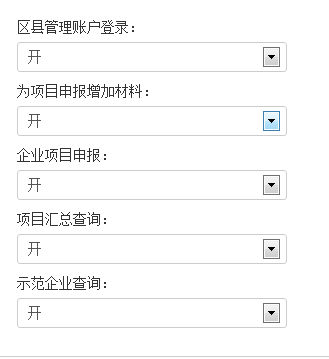 区县管理账户登录：
开
为项目申报增加材料：
开
企业项目申报：
开
项目汇总查询：
开
示范企业查询：
开